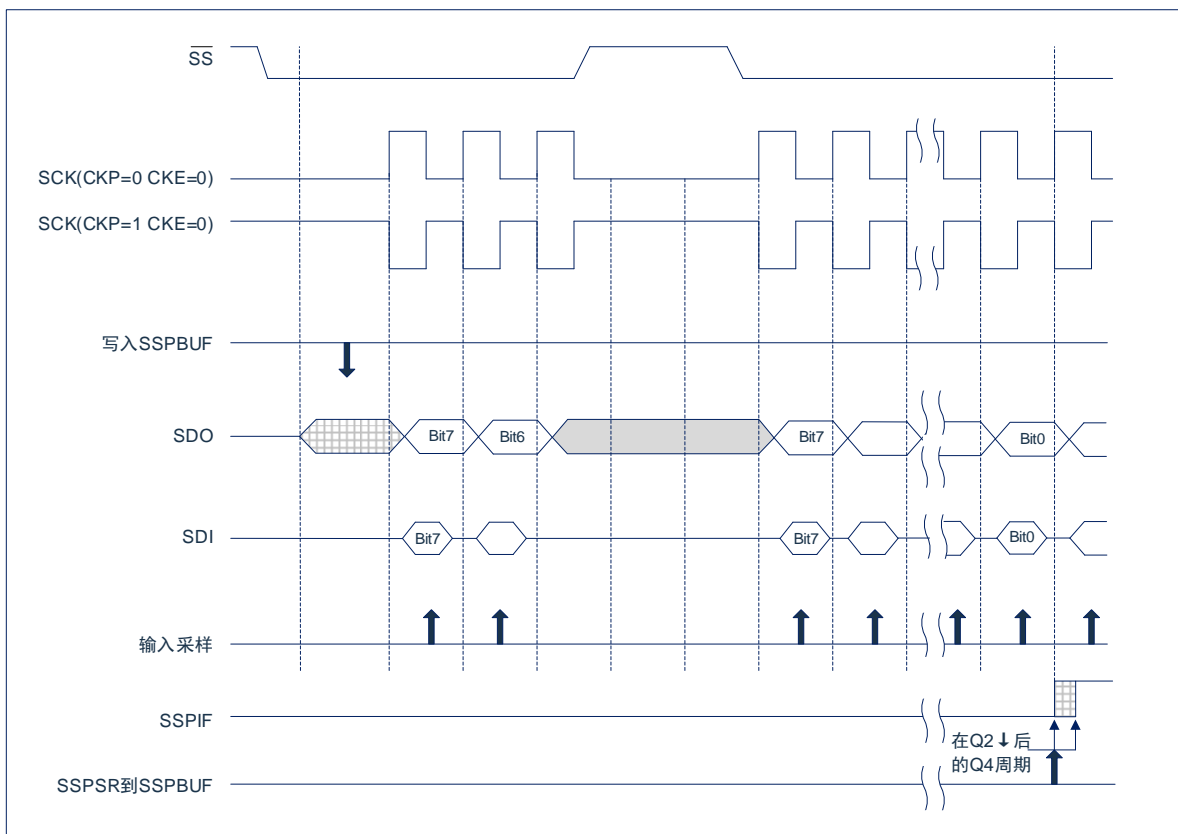 SS
SCK(CKP=0 CKE=0)
SCK(CKP=1 CKE=0)
写入SSPBUF
SDO
Bit7
Bit6
Bit7
Bit0
SDI
Bit7
Bit7
Bit0
输入采样
SSPIF
在Q2↓后
的Q4周期
SSPSR到SSPBUF